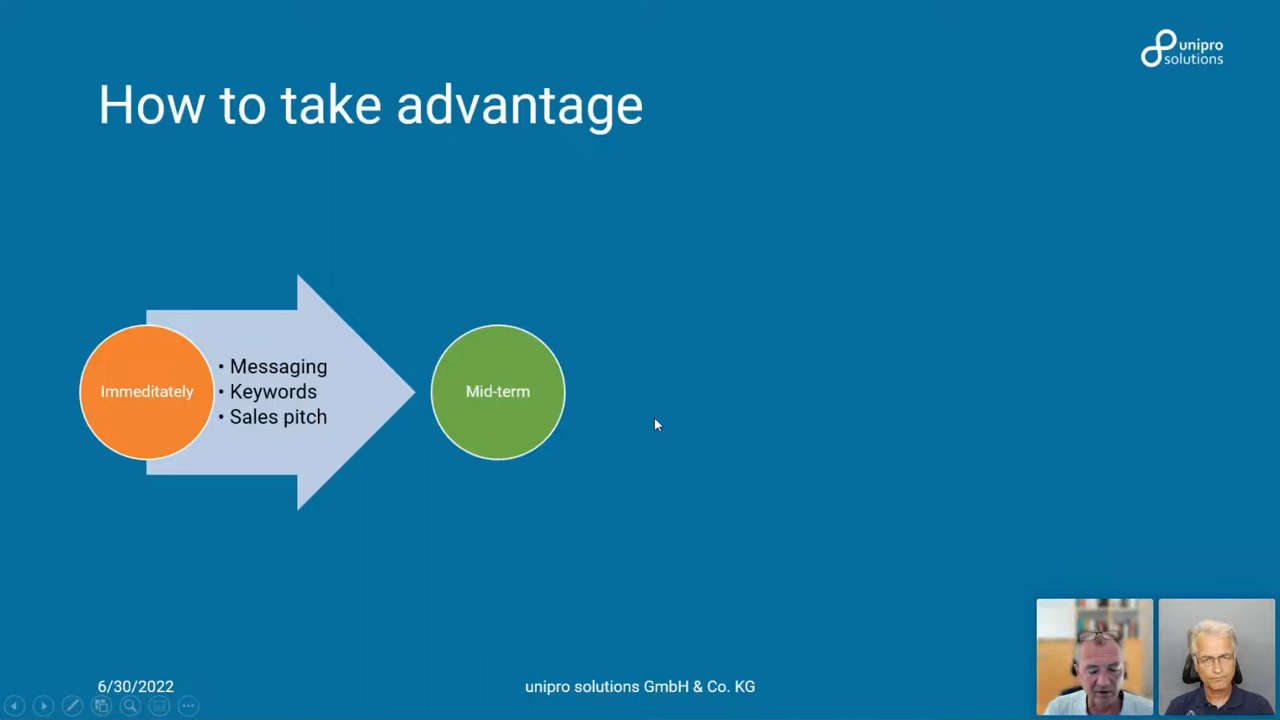 unipro
solutions
How to take advantage
Immeditately
• Messaging
• Keywords
• Sales pitch
Mid-term
6/30/2022
unipro solutions GmbH & Co. KG